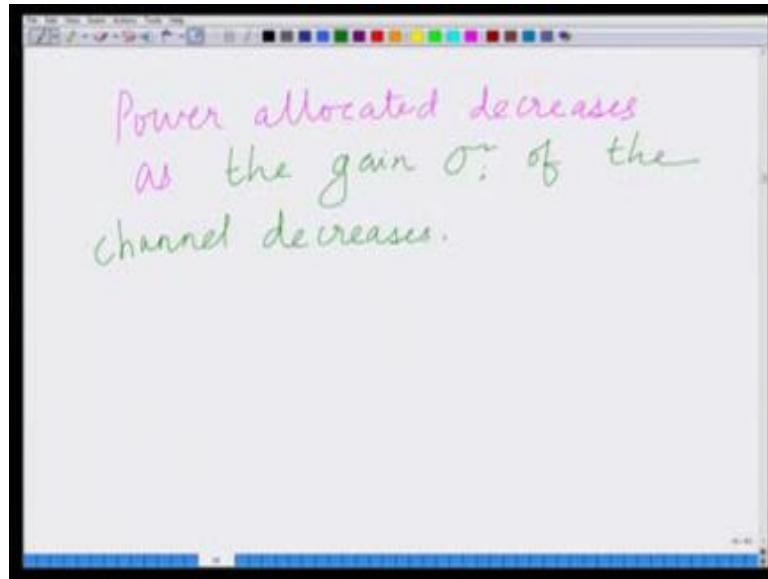 Power allocated decreases
as the gain σᵢ² of the
channel decreases.